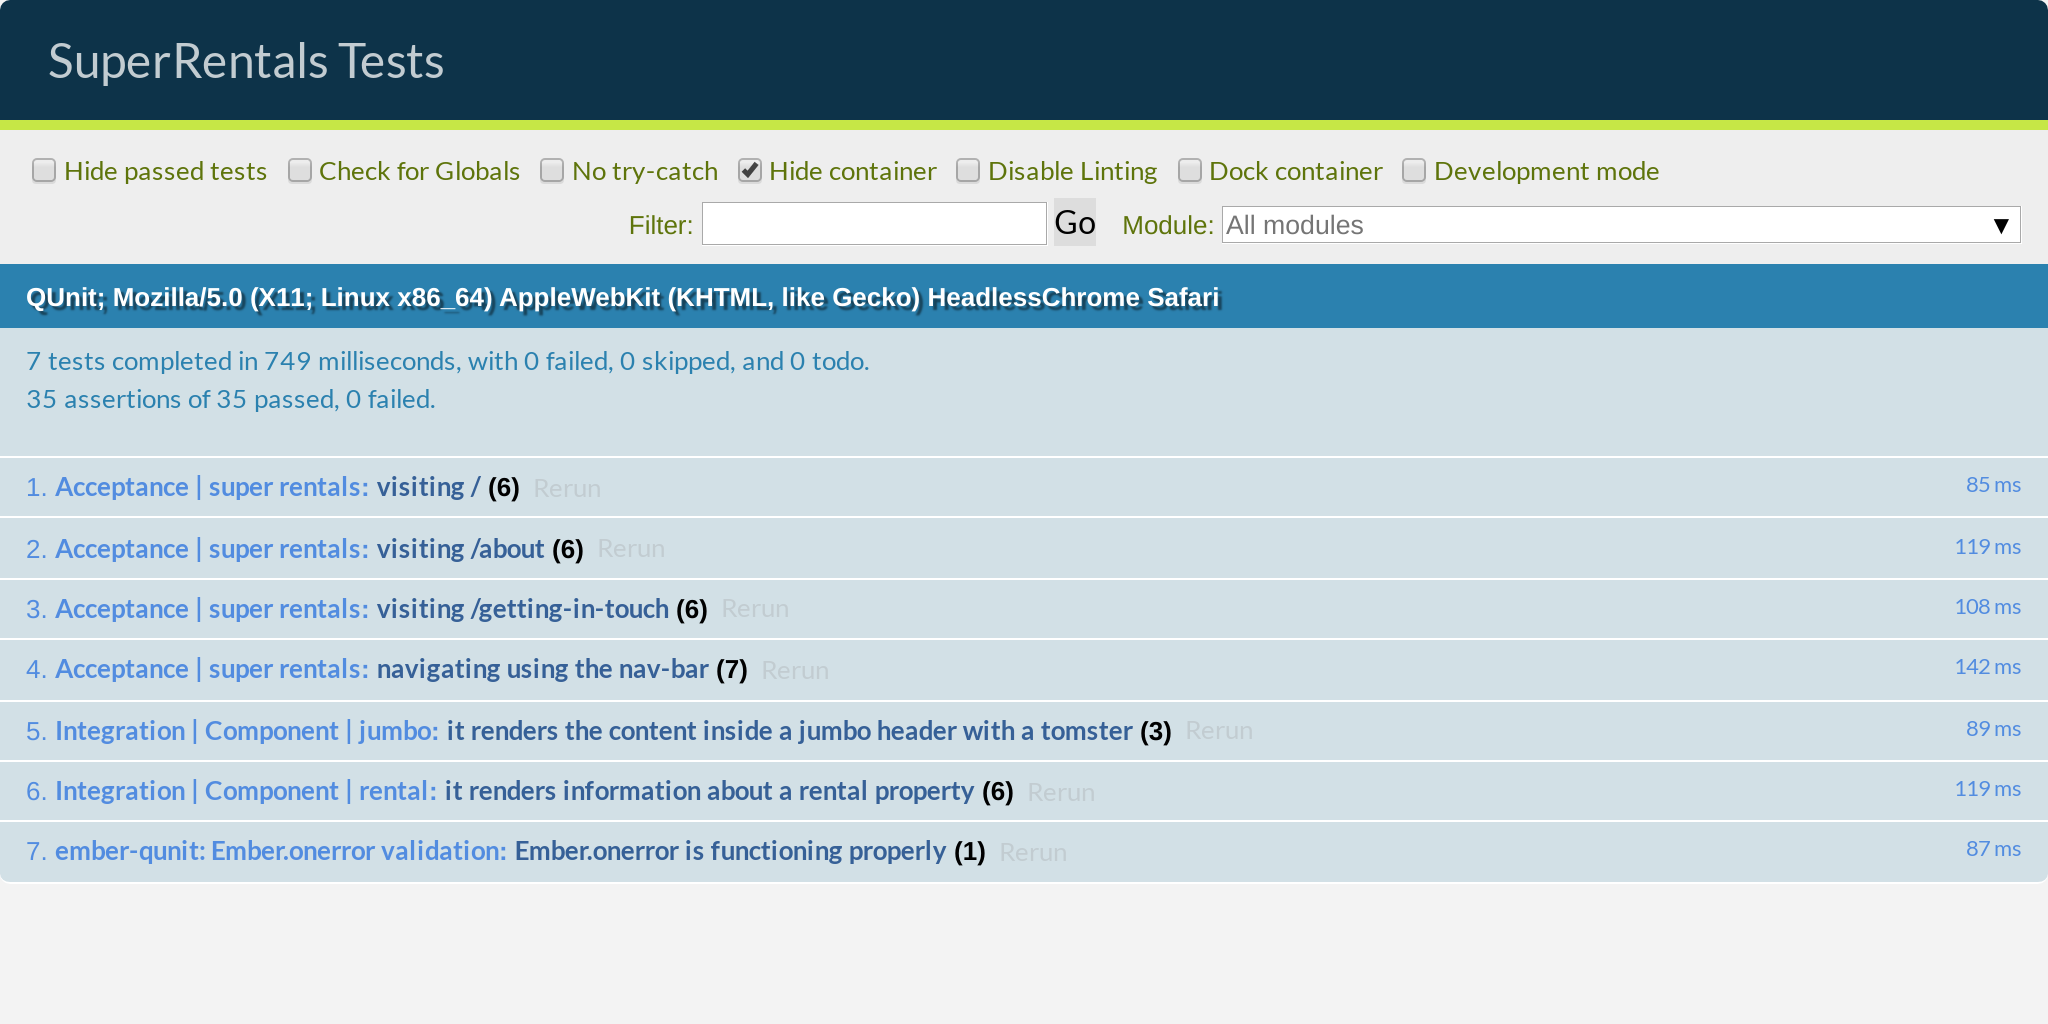 SuperRentals Tests
Hide passed tests Check for Globals No try-catch Hide container Disable Linting Dock container Development mode
Filter: Go Module: All modules ▼
QUnit; Mozilla/5.0 (X11; Linux x86_64) AppleWebKit (KHTML, like Gecko) HeadlessChrome Safari
7 tests completed in 749 milliseconds, with 0 failed, 0 skipped, and 0 todo.
35 assertions of 35 passed, 0 failed.
1. Acceptance | super rentals: visiting / (6) Rerun 85 ms
2. Acceptance | super rentals: visiting /about (6) Rerun 119 ms
3. Acceptance | super rentals: visiting /getting-in-touch (6) Rerun 108 ms
4. Acceptance | super rentals: navigating using the nav-bar (7) Rerun 142 ms
5. Integration | Component | jumbo: it renders the content inside a jumbo header with a tomster (3) Rerun 89 ms
6. Integration | Component | rental: it renders information about a rental property (6) Rerun 119 ms
7. ember-qunit: Ember.onerror validation: Ember.onerror is functioning properly (1) Rerun 87 ms